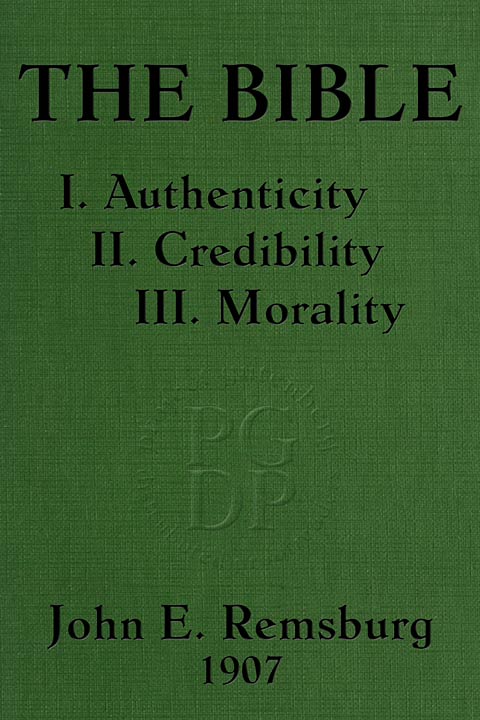 THE BIBLE
I. Authenticity
II. Credibility
III. Morality
PG
DP
John E. Remsburg
1907